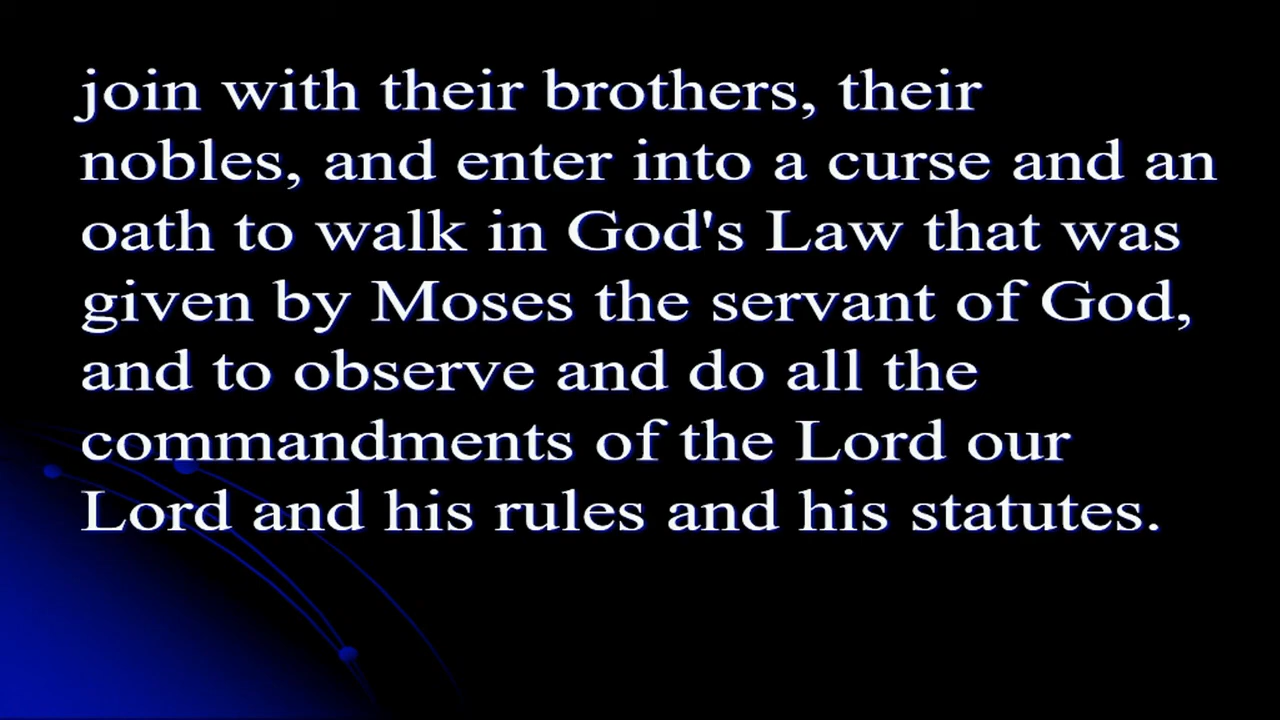 join with their brothers, their
nobles, and enter into a curse and an
oath to walk in God's Law that was
given by Moses the servant of God,
and to observe and do all the
commandments of the Lord our
Lord and his rules and his statutes.